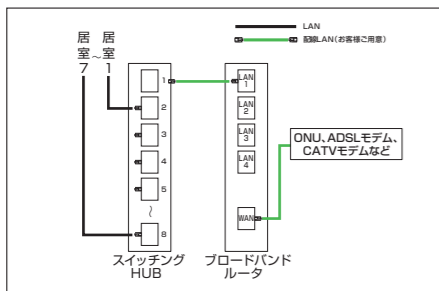 LAN
配線LAN(お客様ご用意)
居室7
～
居室1
1
2
3
4
5
～
8
LAN
1
LAN
2
LAN
3
LAN
4
WAN
ONU、ADSLモデム、
CATVモデムなど
スイッチング
HUB
ブロードバンド
ルータ